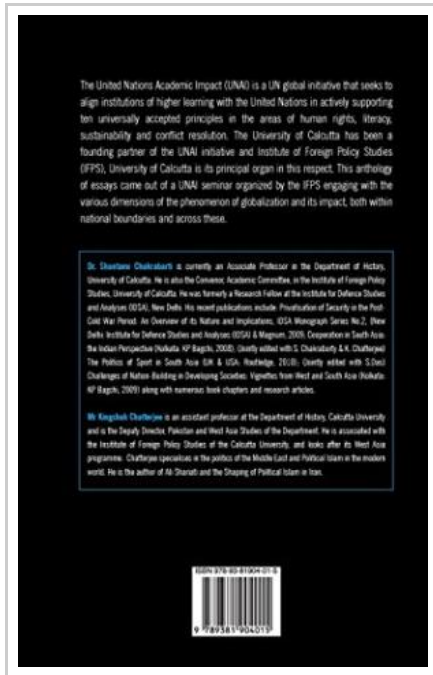 The United Nations Academic Impact (UNAI) is a UN global initiative that seeks to
align institutions of higher learning with the United Nations in actively supporting
ten universally accepted principles in the areas of human rights, literacy,
sustainability and conflict resolution. The University of Calcutta has been a
founding partner of the UNAI initiative and Institute of Foreign Policy Studies
(IFPS), University of Calcutta is its principal organ in this respect. This anthology
of essays came out of a UNAI seminar organized by the IFPS engaging with the
various dimensions of the phenomenon of globalization and its impact, both within
national boundaries and across these.
Dr. Shantanu Chakrabarti is currently an Associate Professor in the Department of History,
University of Calcutta. He is also the Convenor, Academic Committee, in the Institute of Foreign Policy
Studies, University of Calcutta. He was formerly a Research Fellow at the Institute for Defence Studies
and Analyses (IDSA), New Delhi. His recent publications include: Privatisation of Security in the Post-
Cold War Period: An Overview of its Nature and Implications, IDSA Monograph Series No.2, (New
Delhi: Institute for Defence Studies and Analyses (IDSA) & Magnum, 2009; Cooperation in South Asia:
the Indian Perspective (Kolkata: KP Bagchi, 2008); (Jointly edited with S. Chakraborty & K. Chatterjee)
The Politics of Sport in South Asia (UK & USA: Routledge, 2010); (Jointly edited with S.Das)
Challenges of Nation-Building in Developing Societies: Vignettes from West and South Asia (Kolkata:
KP Bagchi, 2009) along with numerous book chapters and research articles.
Mr Kingshuk Chatterjee is an assistant professor at the Department of History, Calcutta University
and is the Deputy Director, Pakistan and West Asia Studies of the Department. He is associated with
the Institute of Foreign Policy Studies of the Calcutta University, and looks after its West Asia
programme. Chatterjee specialises in the politics of the Middle East and Political Islam in the modern
world. He is the author of Ali Shariati and the Shaping of Political Islam in Iran.
ISBN 978-93-81904-01-5
9 789381 904015